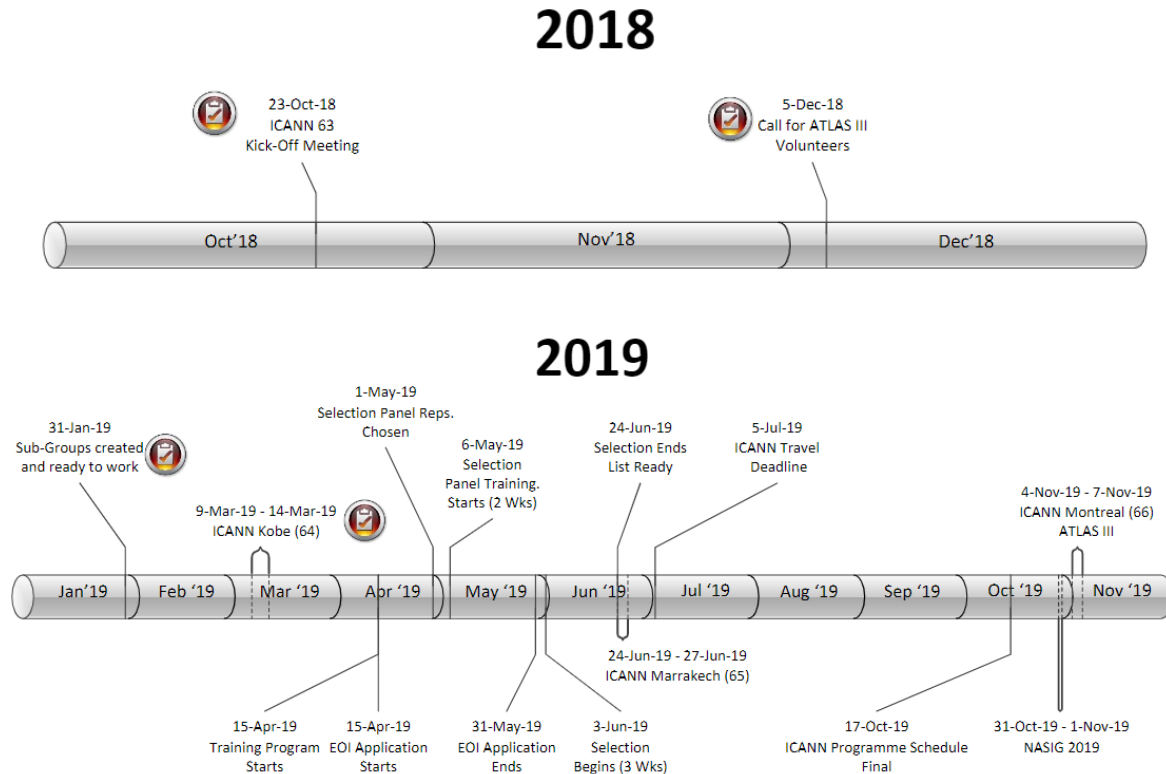 2018
23-Oct-18
ICANN 63
Kick-Off Meeting
5-Dec-18
Call for ATLAS III
Volunteers
Oct’18
Nov’18
Dec’18
2019
1-May-19
Selection Panel Reps.
Chosen
31-Jan-19
Sub-Groups created
and ready to work
6-May-19
Selection
Panel Training.
Starts (2 Wks)
24-Jun-19
Selection Ends
List Ready
5-Jul-19
ICANN Travel
Deadline
9-Mar-19 - 14-Mar-19
ICANN Kobe (64)
4-Nov-19 - 7-Nov-19
ICANN Montreal (66)
ATLAS III
Jan’19
Feb ‘19
Mar ‘19
Apr ‘19
May ‘19
Jun ‘19
Jul ‘19
Aug ‘19
Sep ‘19
Oct ‘19
Nov ‘19
24-Jun-19 - 27-Jun-19
ICANN Marrakech (65)
15-Apr-19
Training Program
Starts
15-Apr-19
EOI Application
Starts
31-May-19
EOI Application
Ends
3-Jun-19
Selection
Begins (3 Wks)
17-Oct-19
ICANN Programme Schedule
Final
31-Oct-19 - 1-Nov-19
NASIG 2019